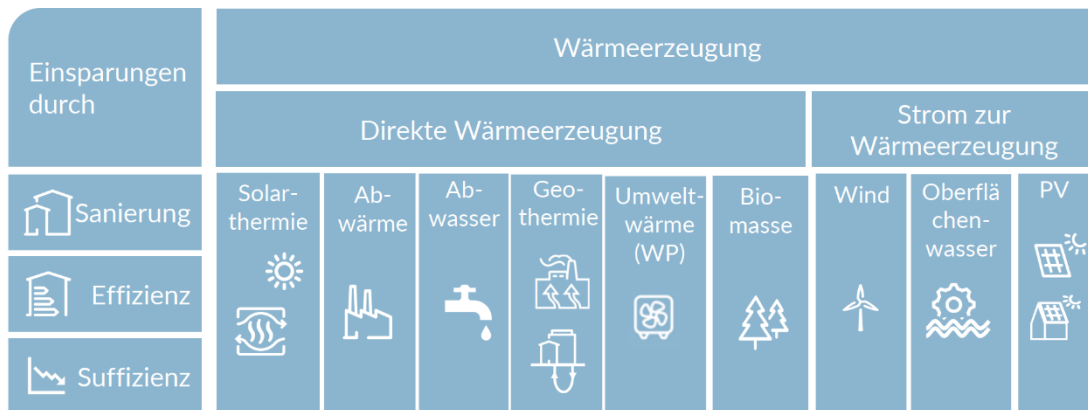 Einsparungen
durch
Sanierung
Effizienz
Suffizienz
Wärmeerzeugung
Direkte Wärmeerzeugung
Strom zur
Wärmeerzeugung
Solar-
thermie
Ab-
wärme
Ab-
wasser
Geo-
thermie
Umwelt-
wärme
(WP)
Bio-
masse
Wind
Oberflä
chen-
wasser
PV